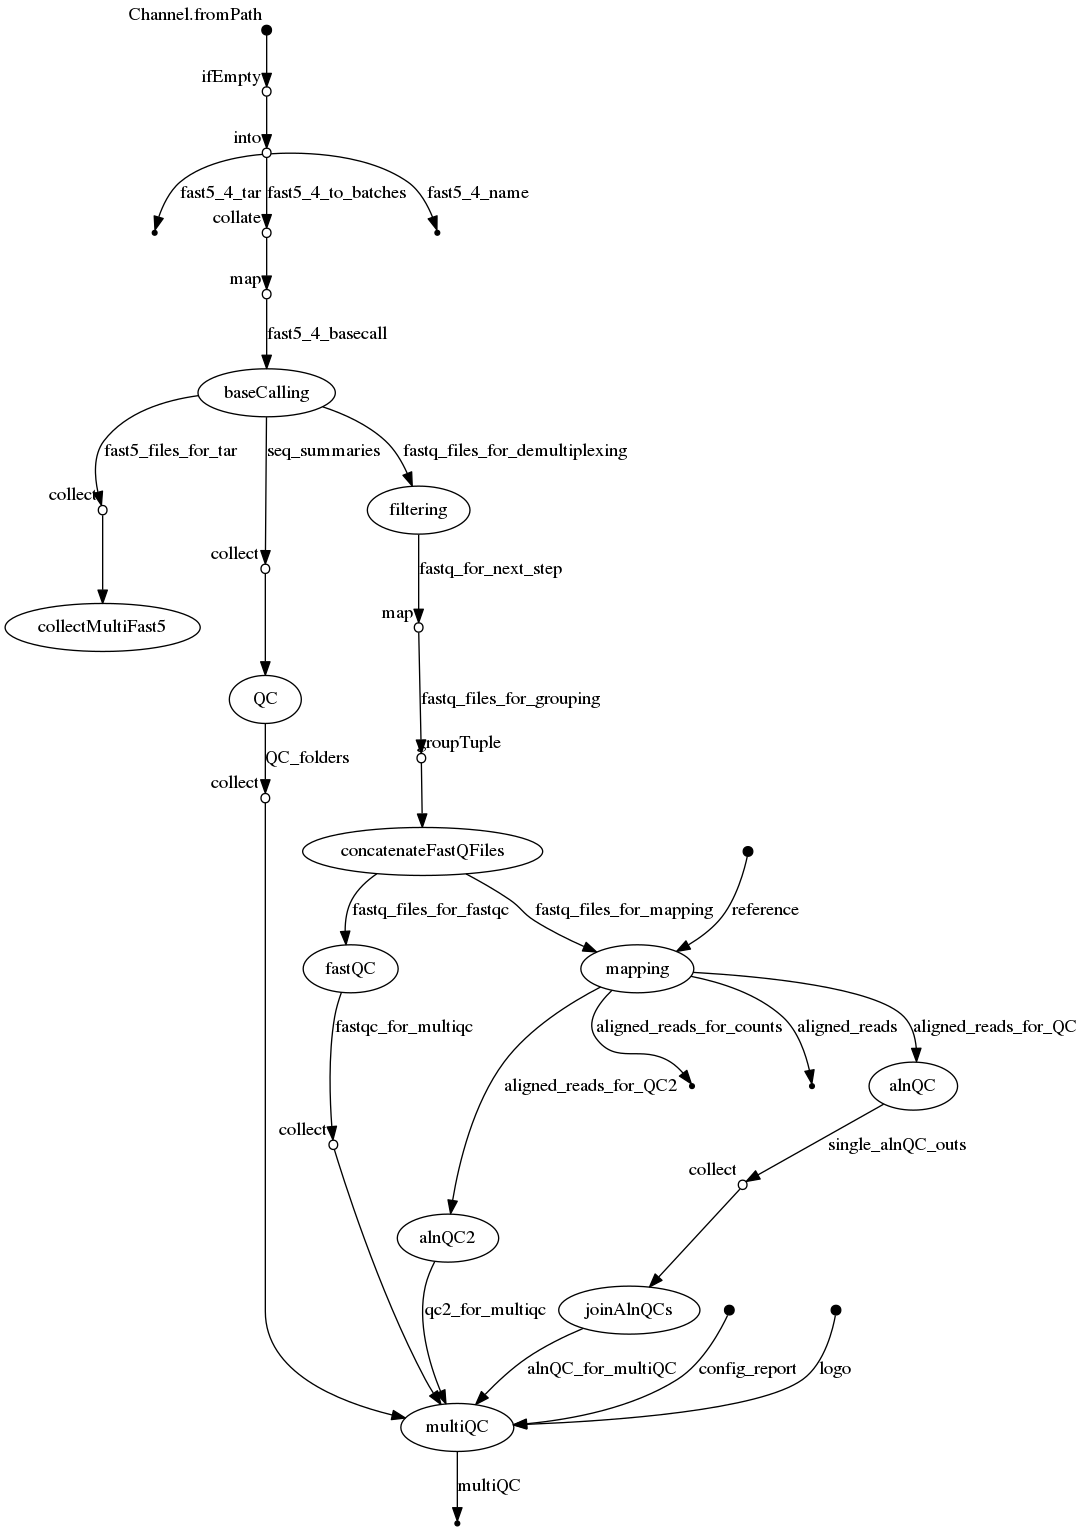 Channel.fromPath
ifEmpty
into
fast5_4_tar
fast5_4_to_batches
fast5_4_name
collate
map
fast5_4_basecall
baseCalling
fast5_files_for_tar
seq_summaries
fastq_files_for_demultiplexing
collect
filtering
collect
fastq_for_next_step
map
collectMultiFast5
QC
fastq_files_for_grouping
groupTuple
QC_folders
collect
concatenateFastQFiles
fastq_files_for_fastqc
fastq_files_for_mapping
reference
fastQC
mapping
fastqc_for_multiqc
aligned_reads_for_counts
aligned_reads
aligned_reads_for_QC
aligned_reads_for_QC2
alnQC
collect
single_alnQC_outs
collect
alnQC2
qc2_for_multiqc
joinAlnQCs
alnQC_for_multiQC
config_report
logo
multiQC
multiQC